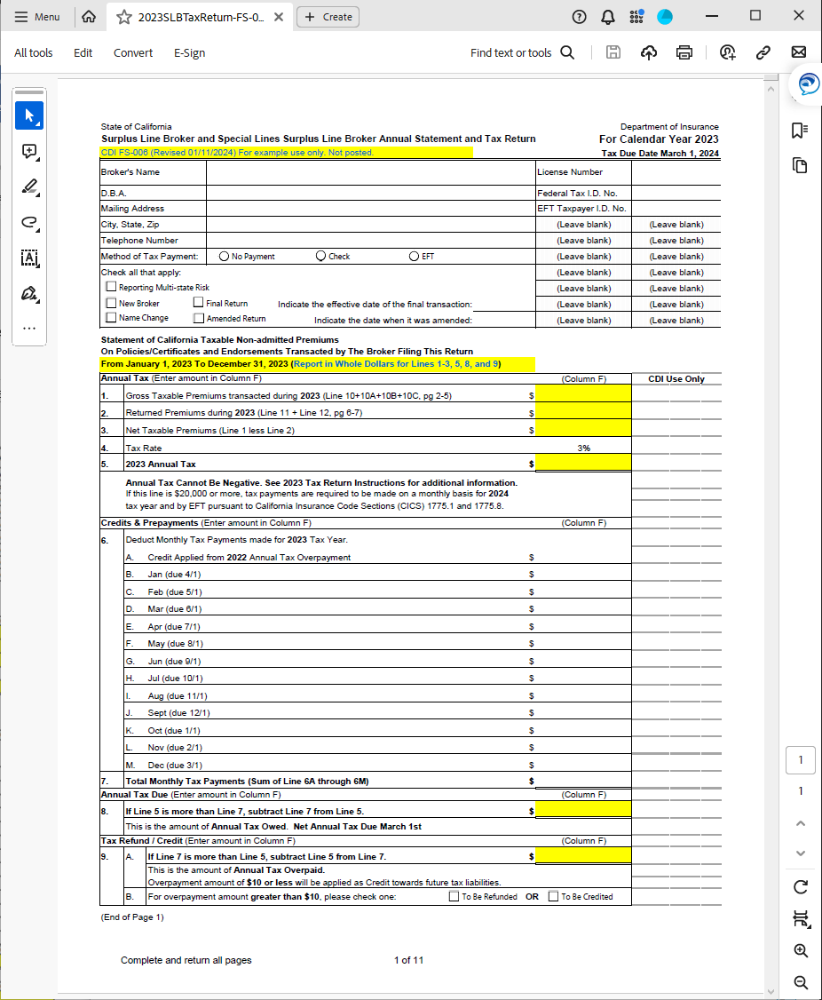 Menu
2023SLBTaxReturn-FS-0...
Create
All tools
Edit
Convert
E-Sign
Find text or tools
State of California
Department of Insurance
Surplus Line Broker and Special Lines Surplus Line Broker Annual Statement and Tax Return
For Calendar Year 2023
CDI FS-006 (Revised 01/11/2024) For example use only. Not posted.
Tax Due Date March 1, 2024
Broker's Name License Number
D.B.A. Federal Tax I.D. No.
Mailing Address EFT Taxpayer I.D. No.
City, State, Zip (Leave blank) (Leave blank)
Telephone Number (Leave blank) (Leave blank)
Method of Tax Payment: No Payment Check EFT (Leave blank) (Leave blank)
Check all that apply: (Leave blank) (Leave blank)
Reporting Multi-state Risk (Leave blank) (Leave blank)
New Broker Final Return Indicate the effective date of the final transaction: (Leave blank) (Leave blank)
Name Change Amended Return Indicate the date when it was amended: (Leave blank) (Leave blank)
Statement of California Taxable Non-admitted Premiums
On Policies/Certificates and Endorsements Transacted by The Broker Filing This Return
From January 1, 2023 To December 31, 2023 (Report in Whole Dollars for Lines 1-3, 5, 8, and 9)
Annual Tax (Enter amount in Column F) (Column F) CDI Use Only
1. Gross Taxable Premiums transacted during 2023 (Line 10+10A+10B+10C, pg 2-5) $
2. Returned Premiums during 2023 (Line 11 + Line 12, pg 6-7) $
3. Net Taxable Premiums (Line 1 less Line 2) $
4. Tax Rate 3%
5. 2023 Annual Tax $
Annual Tax Cannot Be Negative. See 2023 Tax Return Instructions for additional information.
If this line is $20,000 or more, tax payments are required to be made on a monthly basis for 2024
tax year and by EFT pursuant to California Insurance Code Sections (CICS) 1775.1 and 1775.8.
Credits & Prepayments (Enter amount in Column F) (Column F)
6. Deduct Monthly Tax Payments made for 2023 Tax Year.
A. Credit Applied from 2022 Annual Tax Overpayment $
B. Jan (due 4/1) $
C. Feb (due 5/1) $
D. Mar (due 6/1) $
E. Apr (due 7/1) $
F. May (due 8/1) $
G. Jun (due 9/1) $
H. Jul (due 10/1) $
I. Aug (due 11/1) $
J. Sept (due 12/1) $
K. Oct (due 1/1) $
L. Nov (due 2/1) $
M. Dec (due 3/1) $
7. Total Monthly Tax Payments (Sum of Line 6A through 6M) $
Annual Tax Due (Enter amount in Column F) (Column F)
8. If Line 5 is more than Line 7, subtract Line 7 from Line 5. $
This is the amount of Annual Tax Owed. Net Annual Tax Due March 1st
Tax Refund / Credit (Enter amount in Column F) (Column F)
9. A. If Line 7 is more than Line 5, subtract Line 5 from Line 7. $
This is the amount of Annual Tax Overpaid.
Overpayment amount of $10 or less will be applied as Credit towards future tax liabilities.
B. For overpayment amount greater than $10, please check one: To Be Refunded OR To Be Credited
(End of Page 1)
Complete and return all pages 1 of 11
1
1